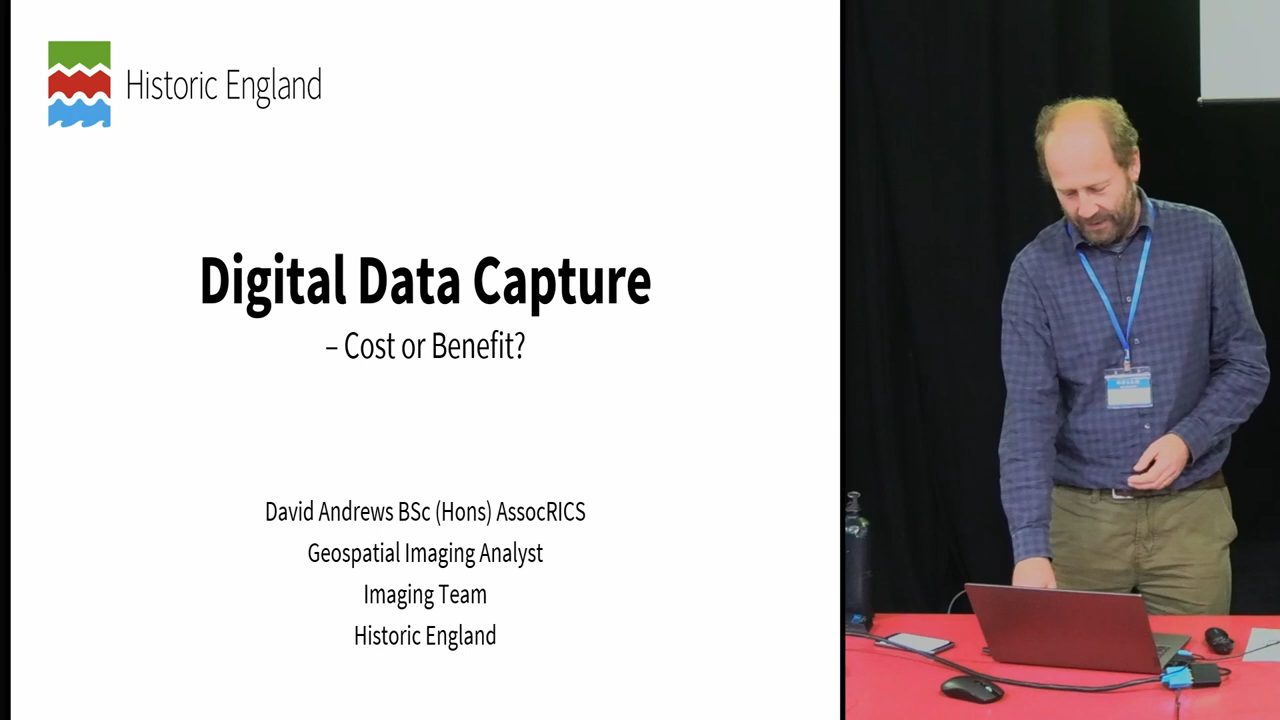 Historic England
Digital Data Capture
– Cost or Benefit?
David Andrews BSc (Hons) AssocRICS
Geospatial Imaging Analyst
Imaging Team
Historic England